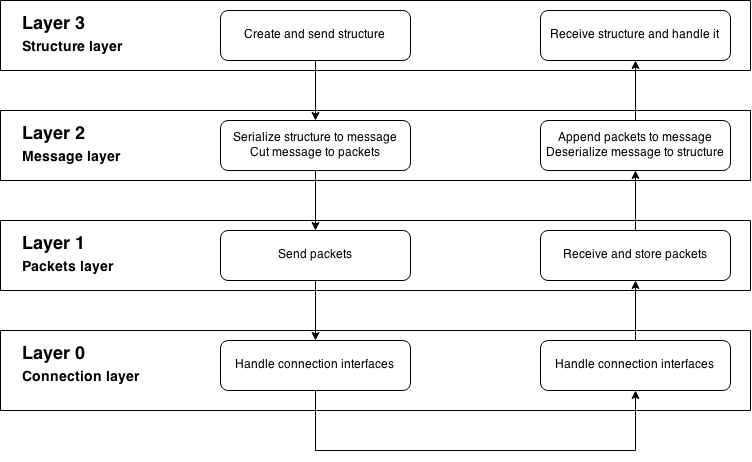 Layer 3
Structure layer
Create and send structure
Receive structure and handle it
Layer 2
Message layer
Serialize structure to message
Cut message to packets
Append packets to message
Deserialize message to structure
Layer 1
Packets layer
Send packets
Receive and store packets
Layer 0
Connection layer
Handle connection interfaces
Handle connection interfaces